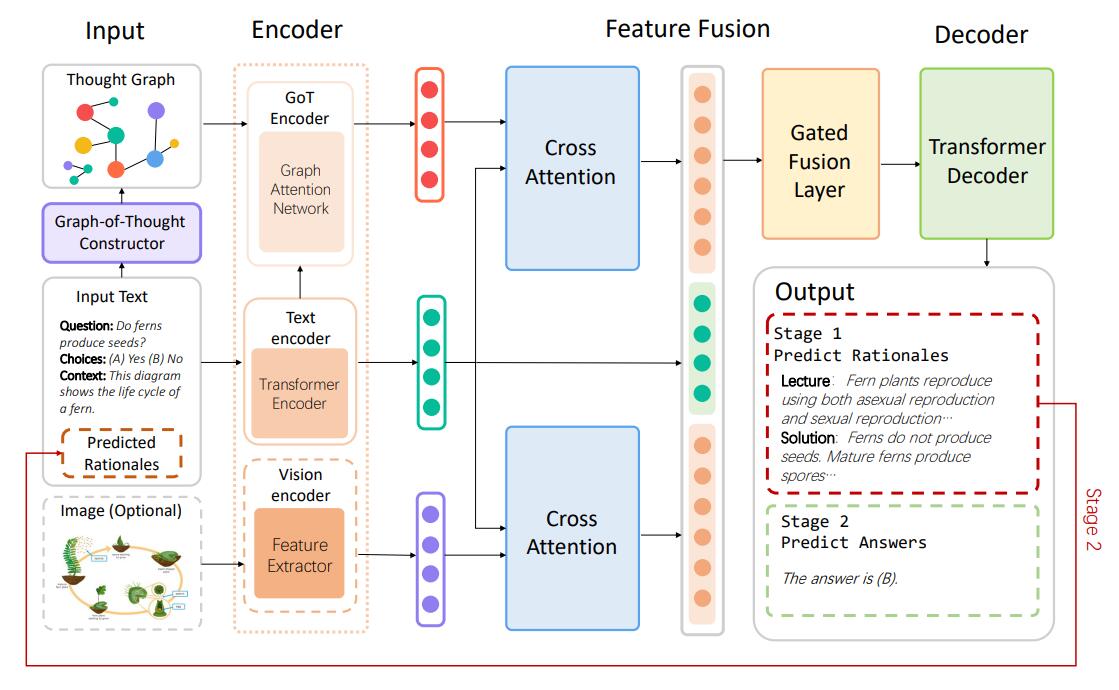 Input
Encoder
Feature Fusion
Decoder
Thought Graph
Graph-of-Thought
Constructor
Input Text
Question: Do ferns
produce seeds?
Choices: (A) Yes (B) No
Context: This diagram
shows the life cycle of
a fern.
Predicted
Rationales
Image (Optional)
GoT
Encoder
Graph
Attention
Network
Text
encoder
Transformer
Encoder
Vision
encoder
Feature
Extractor
Cross
Attention
Cross
Attention
Gated
Fusion
Layer
Transformer
Decoder
Output
Stage 1
Predict Rationales
Lecture: Fern plants reproduce
using both asexual reproduction
and sexual reproduction···
Solution: Ferns do not produce
seeds. Mature ferns produce
spores···
Stage 2
Predict Answers
The answer is (B).
Stage 2